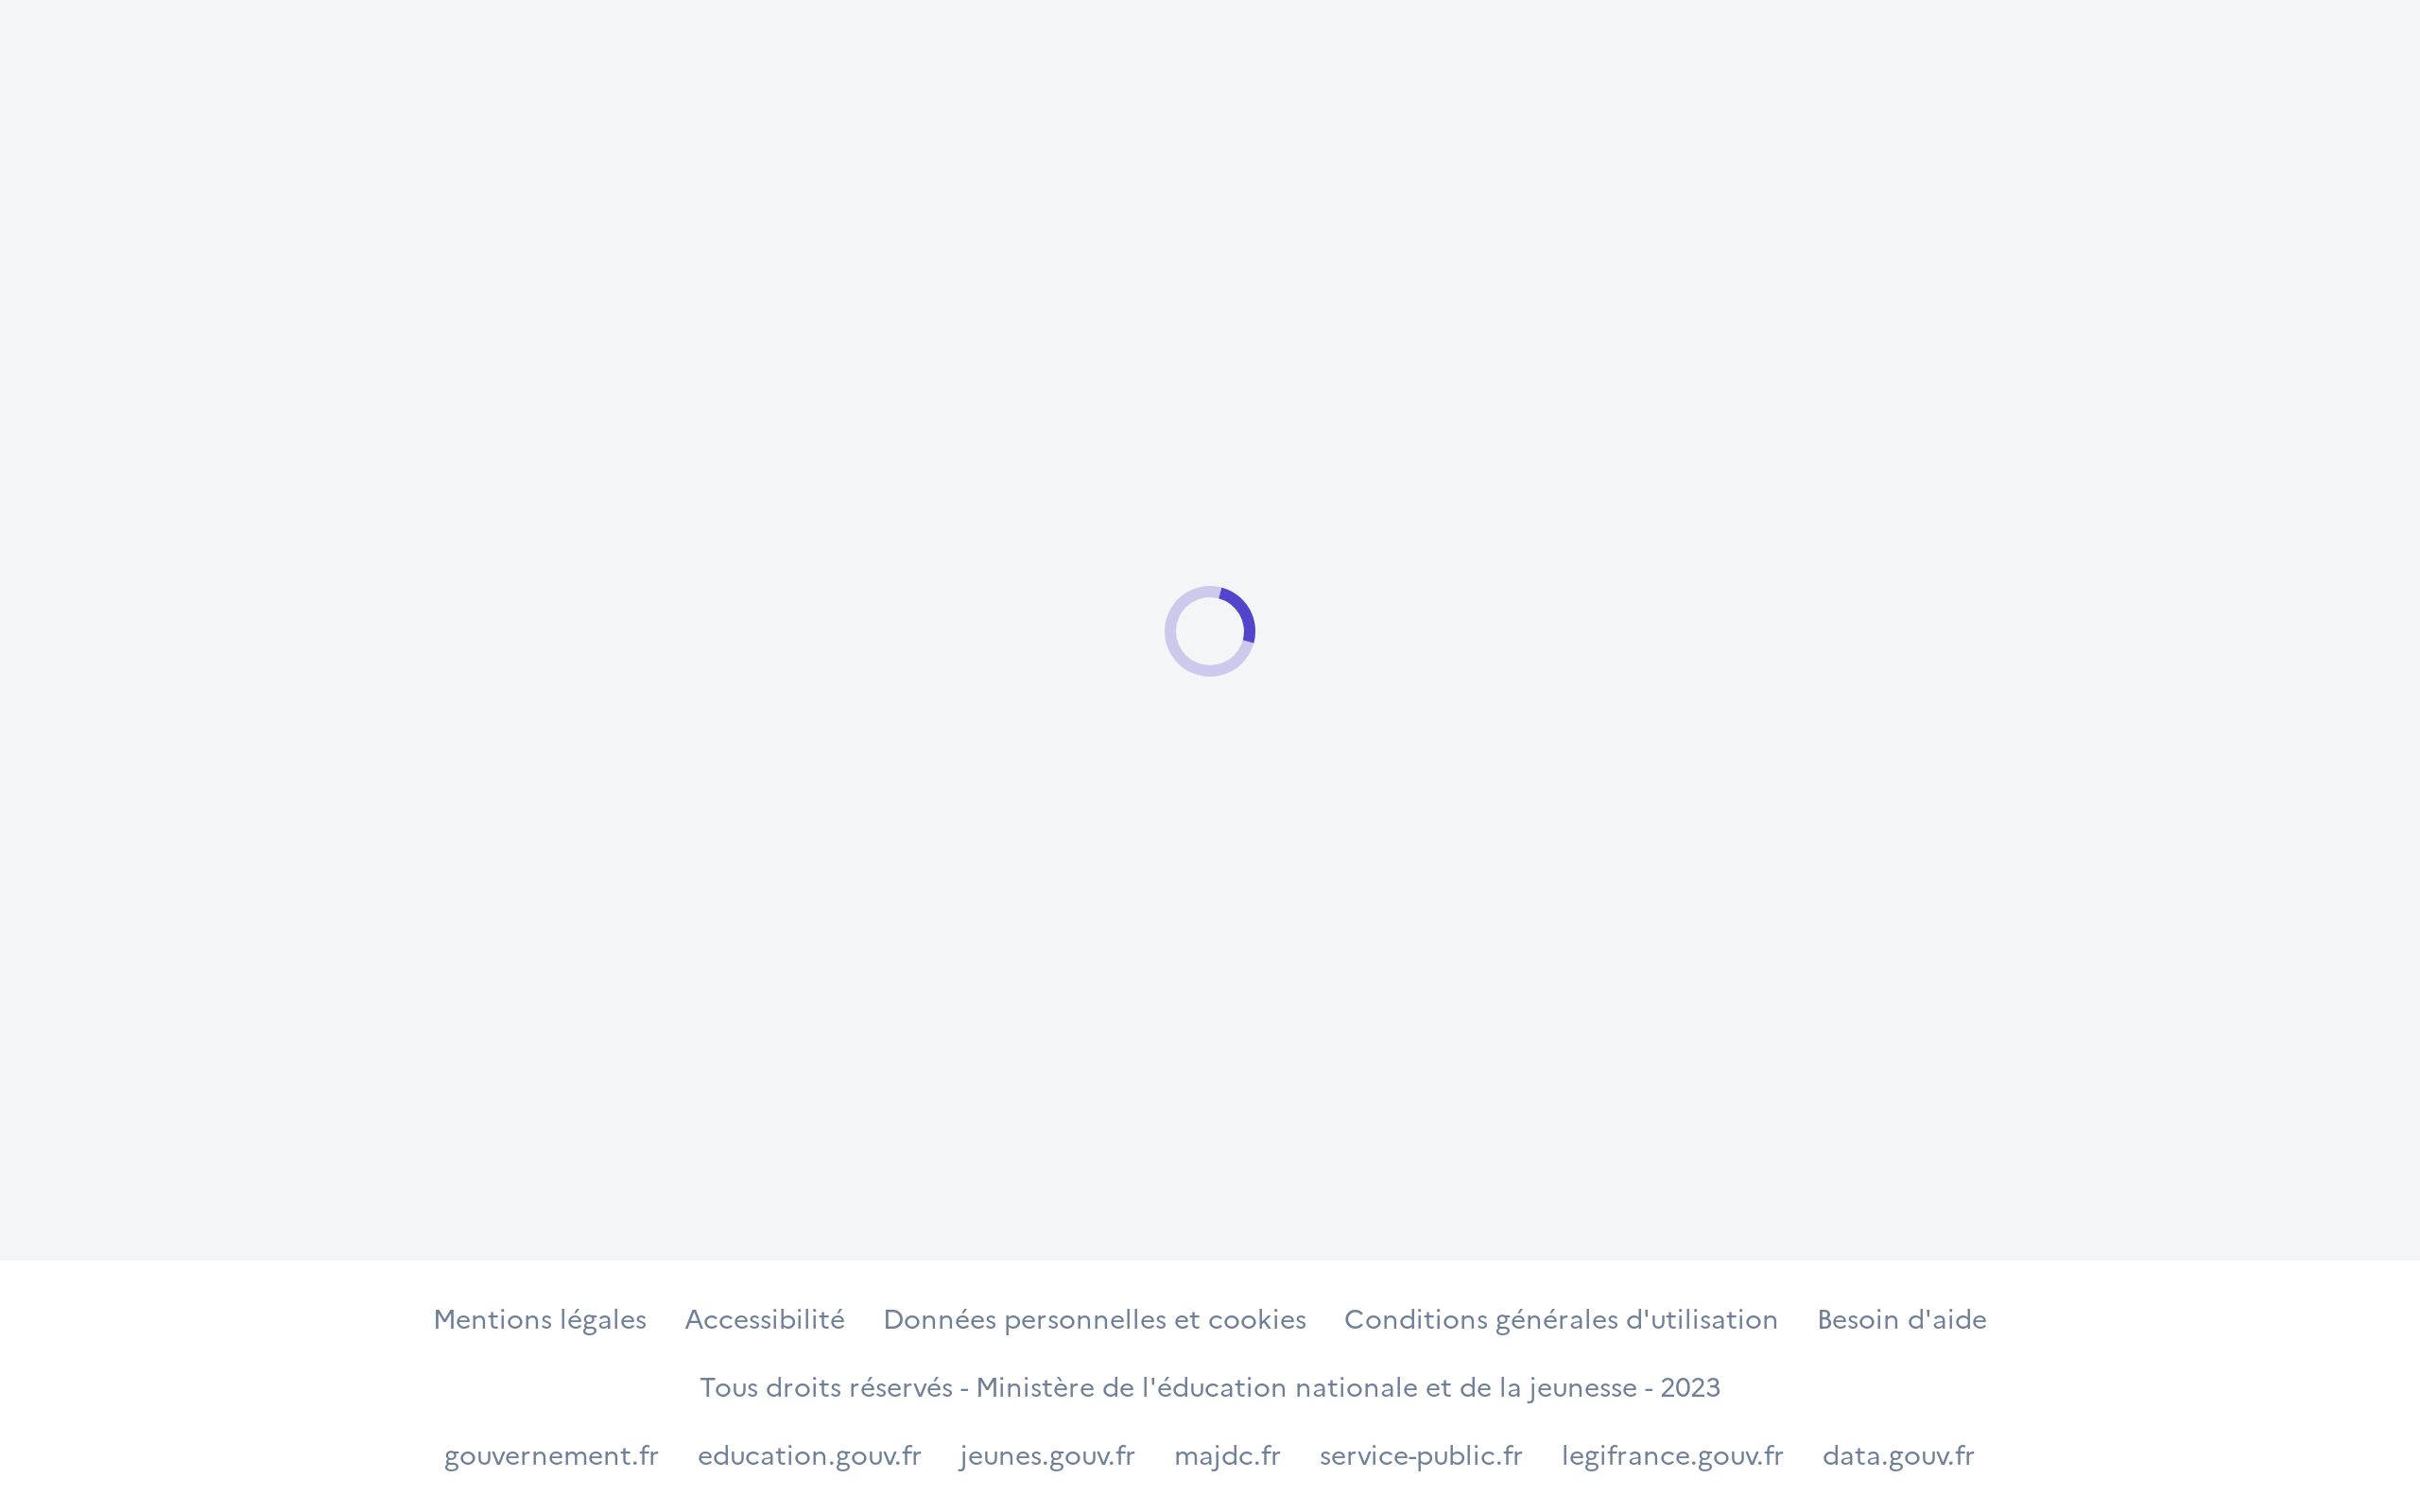 Mentions légales Accessibilité Données personnelles et cookies Conditions générales d'utilisation Besoin d'aide
Tous droits réservés - Ministère de l'éducation nationale et de la jeunesse - 2023
gouvernement.fr education.gouv.fr jeunes.gouv.fr majdc.fr service-public.fr legifrance.gouv.fr data.gouv.fr